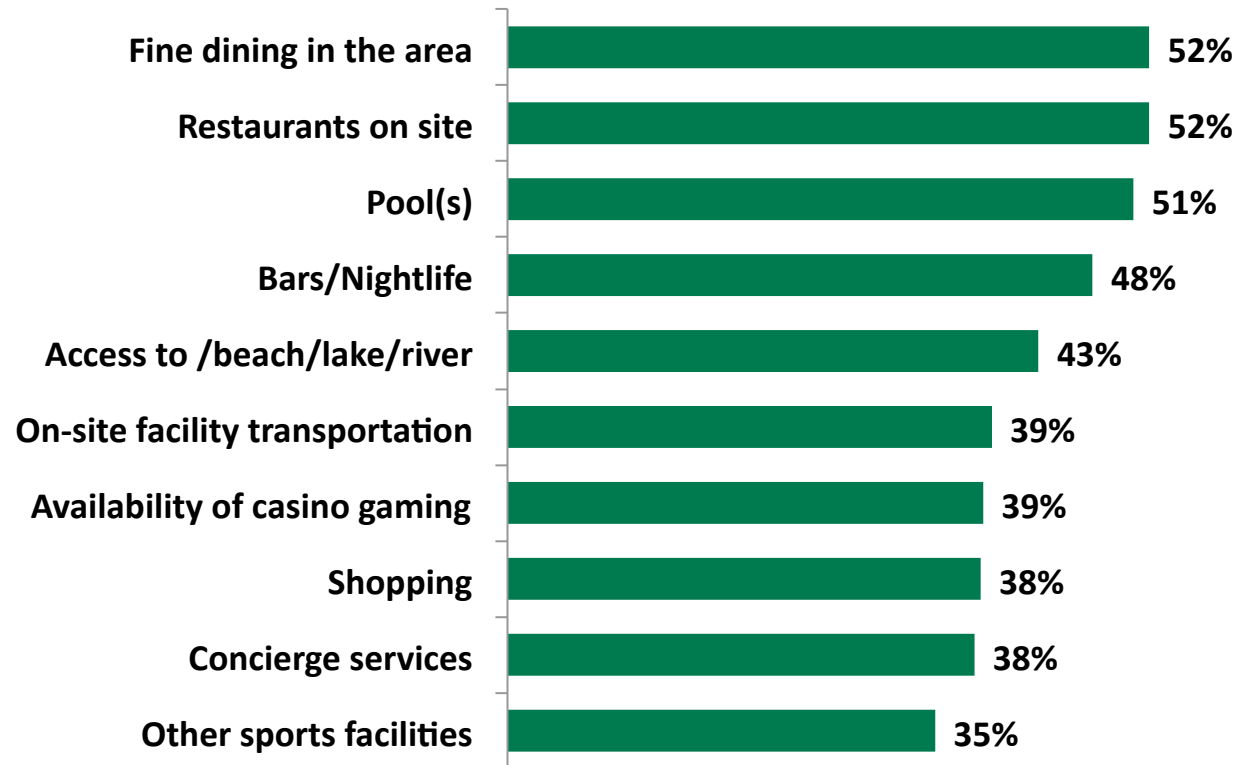 Fine dining in the area 52%
Restaurants on site 52%
Pool(s) 51%
Bars/Nightlife 48%
Access to /beach/lake/river 43%
On-site facility transportation 39%
Availability of casino gaming 39%
Shopping 38%
Concierge services 38%
Other sports facilities 35%